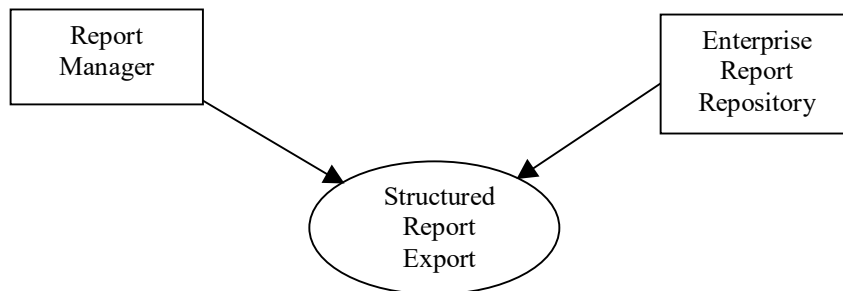 Report
Manager
Enterprise
Report
Repository
Structured
Report
Export